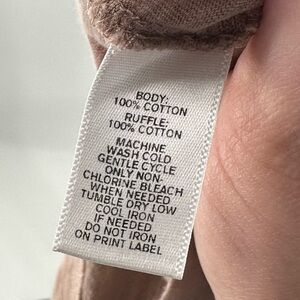 BODY:
100% COTTON
RUFFLE:
100% COTTON
MACHINE
WASH COLD
GENTLE CYCLE
ONLY NON-
CHLORINE BLEACH
WHEN NEEDED
TUMBLE DRY LOW
COOL IRON
IF NEEDED
DO NOT IRON
ON PRINT LABEL